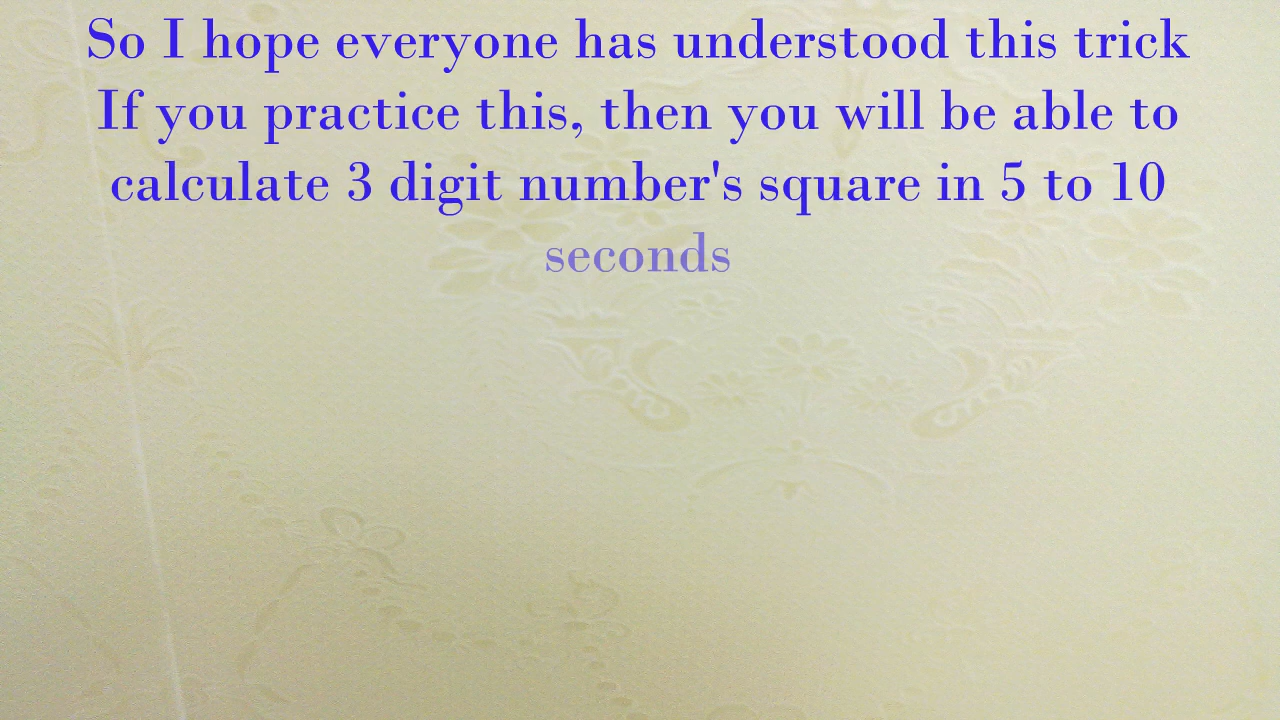 So I hope everyone has understood this trick
If you practice this, then you will be able to
calculate 3 digit number's square in 5 to 10
seconds